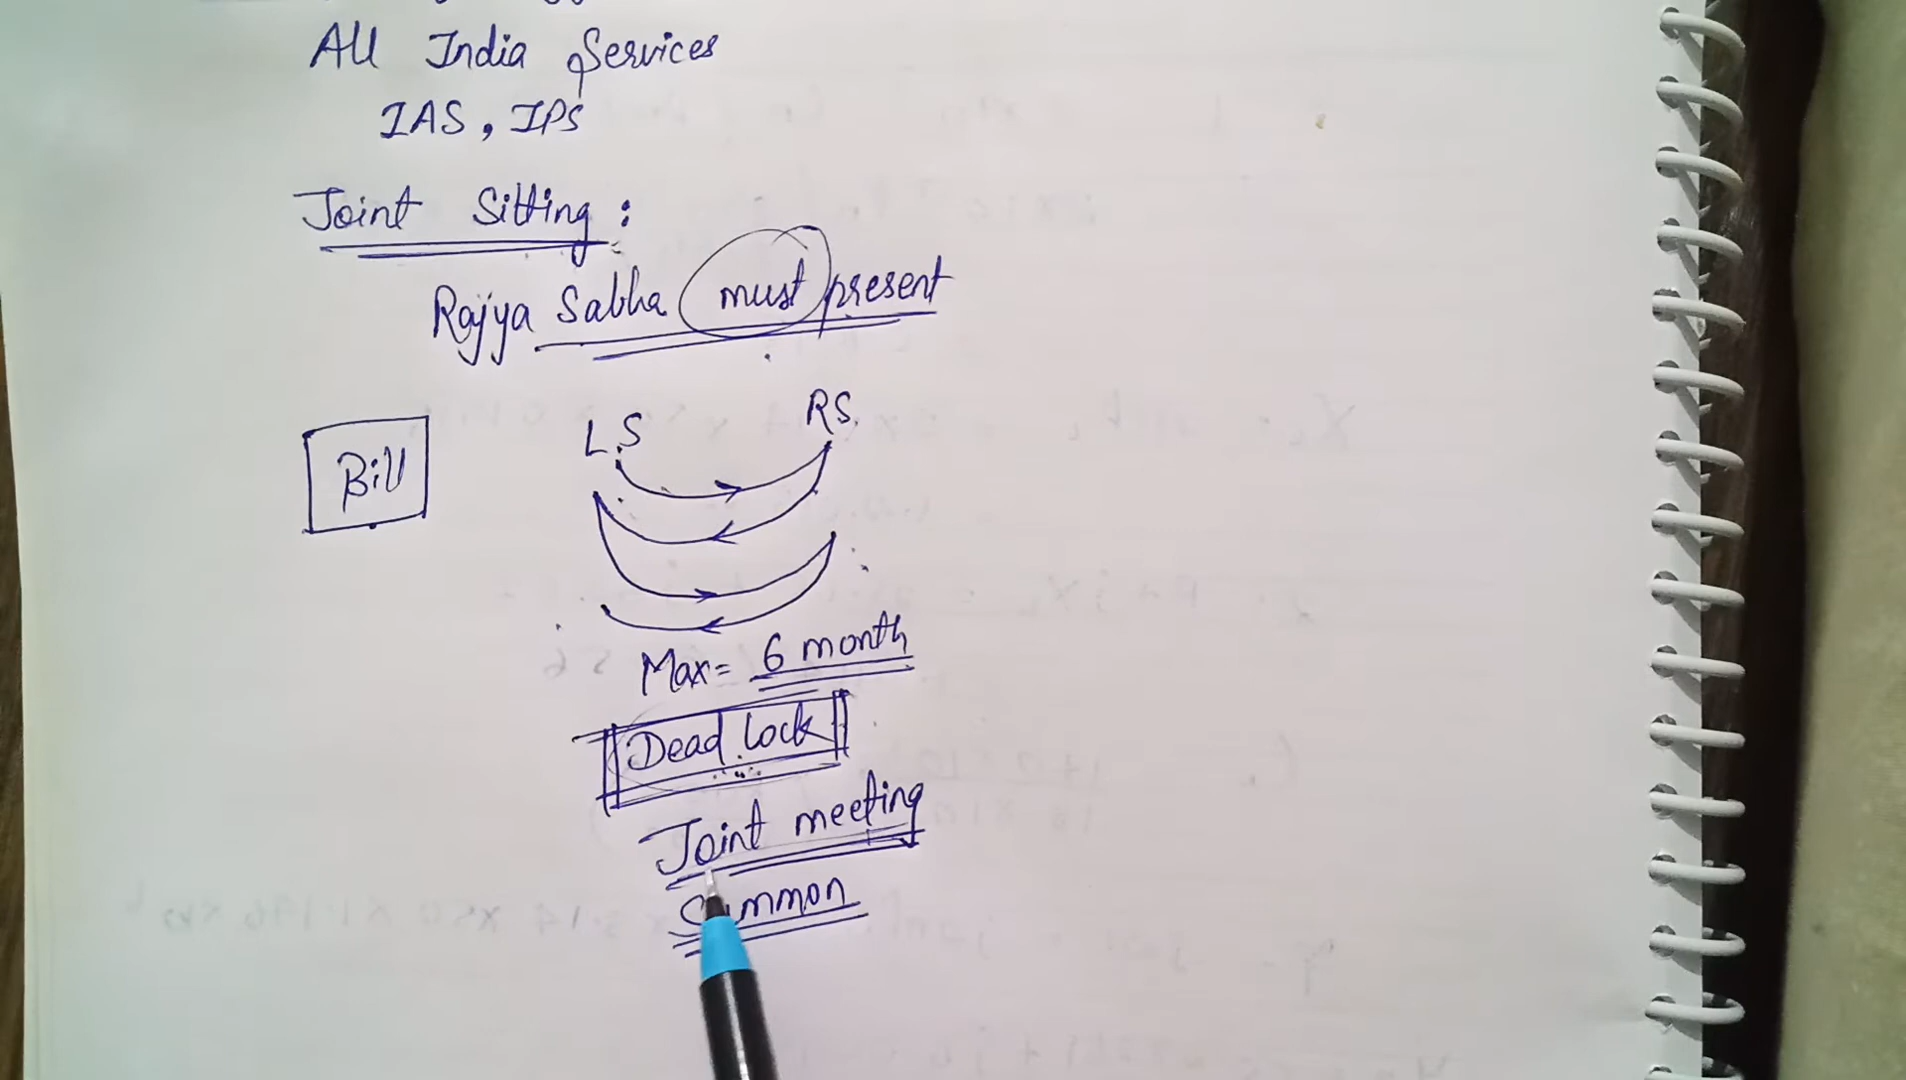 All India Services
IAS, IPS
Joint Sitting :
Rajya Sabha must present
Bill
L.S
RS.
Max = 6 month
Dead lock
Joint meeting
Summon